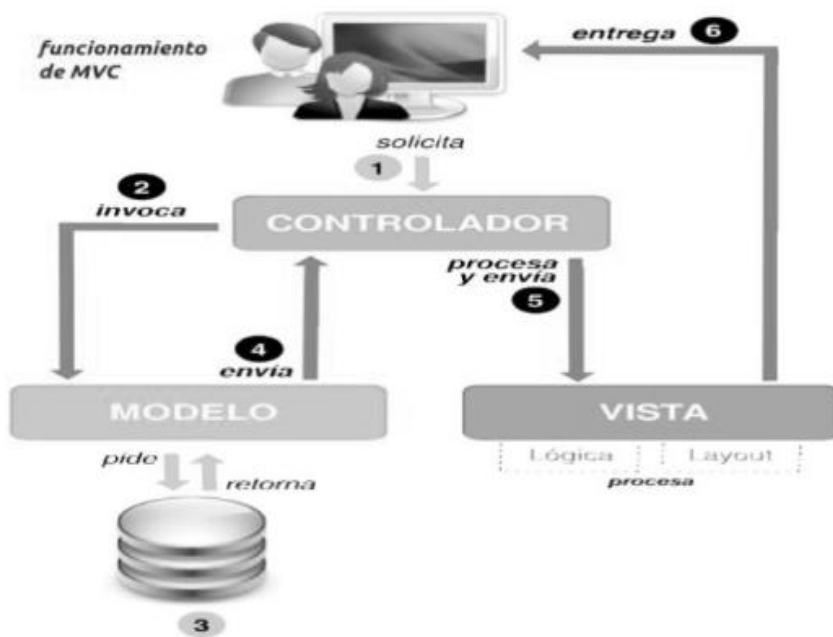 funcionamiento
de MVC
entrega 6
solicita
1
2
invoca
CONTROLADOR
procesa
y envía
5
4
envía
MODELO
VISTA
pide
retorna
Lógica
Layout
procesa
3